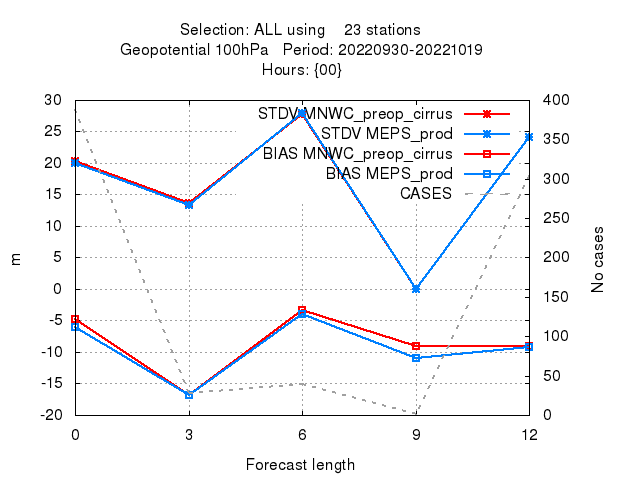 Selection: ALL using 23 stations
Geopotential 100hPa Period: 20220930-20221019
Hours: {00}
30 400
STDV MNWC_preop_cirrus
25 350
STDV MEPS_prod
20 BIAS MNWC_preop_cirrus
BIAS MEPS_prod 300
15 CASES
10 250
5 200
0 150
-5 100
-10
-15 50
-20 0
m
No cases
0 3 6 9 12
Forecast length